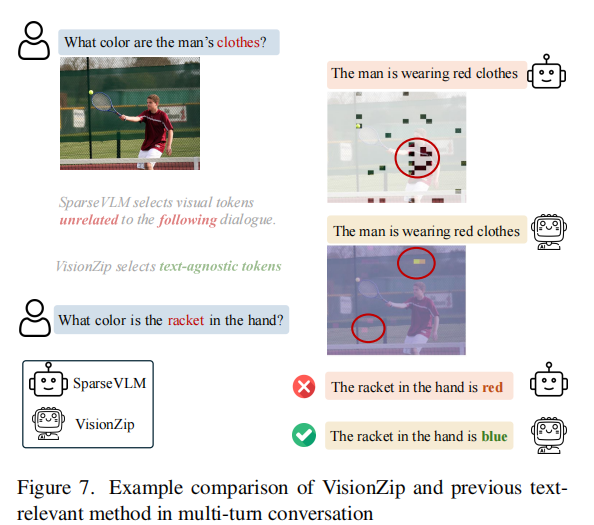 What color are the man's clothes?
The man is wearing red clothes
SparseVLM selects visual tokens
unrelated to the following dialogue.
The man is wearing red clothes
VisionZip selects text-agnostic tokens
What color is the racket in the hand?
SparseVLM
VisionZip
The racket in the hand is red
The racket in the hand is blue
Figure 7. Example comparison of VisionZip and previous text-
relevant method in multi-turn conversation